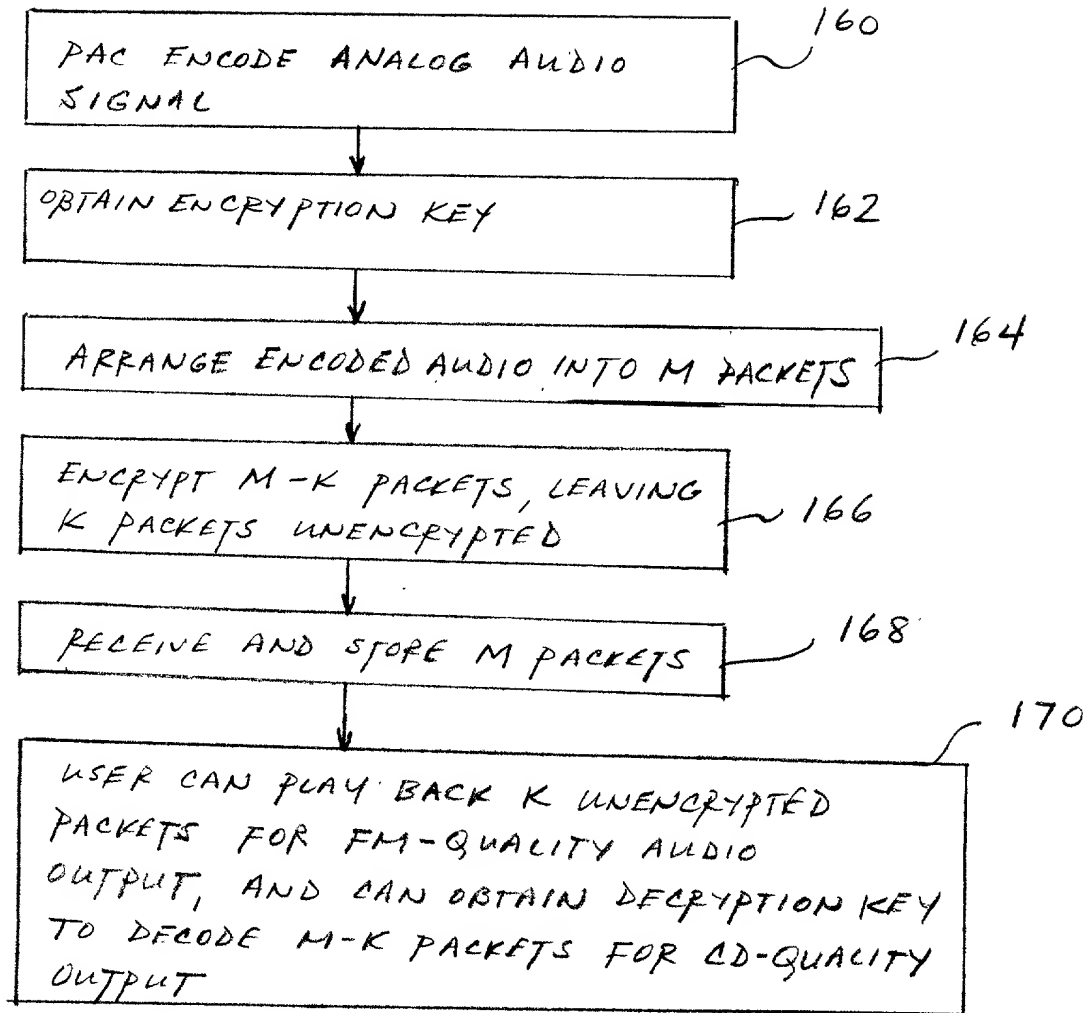 PAC ENCODE ANALOG AUDIO
SIGNAL
160
OBTAIN ENCRYPTION KEY
162
ARRANGE ENCODED AUDIO INTO M PACKETS
164
ENCRYPT M-K PACKETS, LEAVING
K PACKETS UNENCRYPTED
166
RECEIVE AND STORE M PACKETS
168
170
USER CAN PLAY BACK K UNENCRYPTED
PACKETS FOR FM-QUALITY AUDIO
OUTPUT, AND CAN OBTAIN DECRYPTION KEY
TO DECODE M-K PACKETS FOR CD-QUALITY
OUTPUT